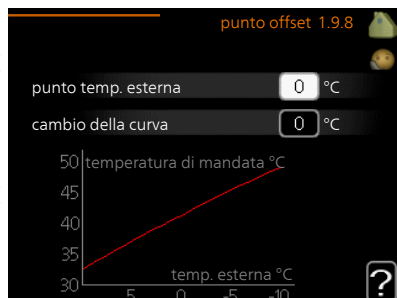 punto offset 1.9.8
punto temp. esterna 0 °C
cambio della curva 0 °C
50 temperatura di mandata °C
45
40
35
temp. esterna °C
30
5 0 -5 -10
?